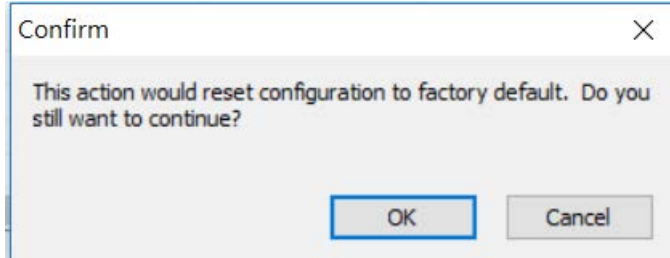 Confirm
This action would reset configuration to factory default.  Do you
still want to continue?
OK
Cancel